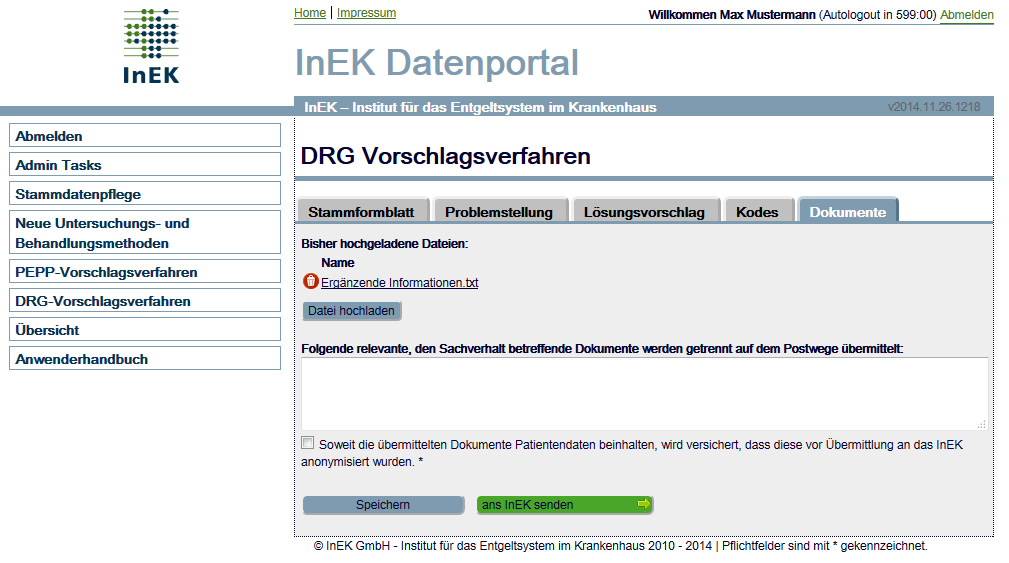 InEK
Home | Impressum
Willkommen Max Mustermann (Autologout in 599:00) Abmelden
InEK Datenportal
InEK – Institut für das Entgeltsystem im Krankenhaus
v2014.11.26.1218
Abmelden
Admin Tasks
Stammdatenpflege
Neue Untersuchungs- und
Behandlungsmethoden
PEPP-Vorschlagsverfahren
DRG-Vorschlagsverfahren
Übersicht
Anwenderhandbuch
DRG Vorschlagsverfahren
Stammformblatt
Problemstellung
Lösungsvorschlag
Kodes
Dokumente
Bisher hochgeladene Dateien:
Name
Ergänzende Informationen.txt
Datei hochladen
Folgende relevante, den Sachverhalt betreffende Dokumente werden getrennt auf dem Postwege übermittelt:
Soweit die übermittelten Dokumente Patientendaten beinhalten, wird versichert, dass diese vor Übermittlung an das InEK
anonymisiert wurden. *
Speichern
ans InEK senden
© InEK GmbH - Institut für das Entgeltsystem im Krankenhaus 2010 - 2014 | Pflichtfelder sind mit * gekennzeichnet.